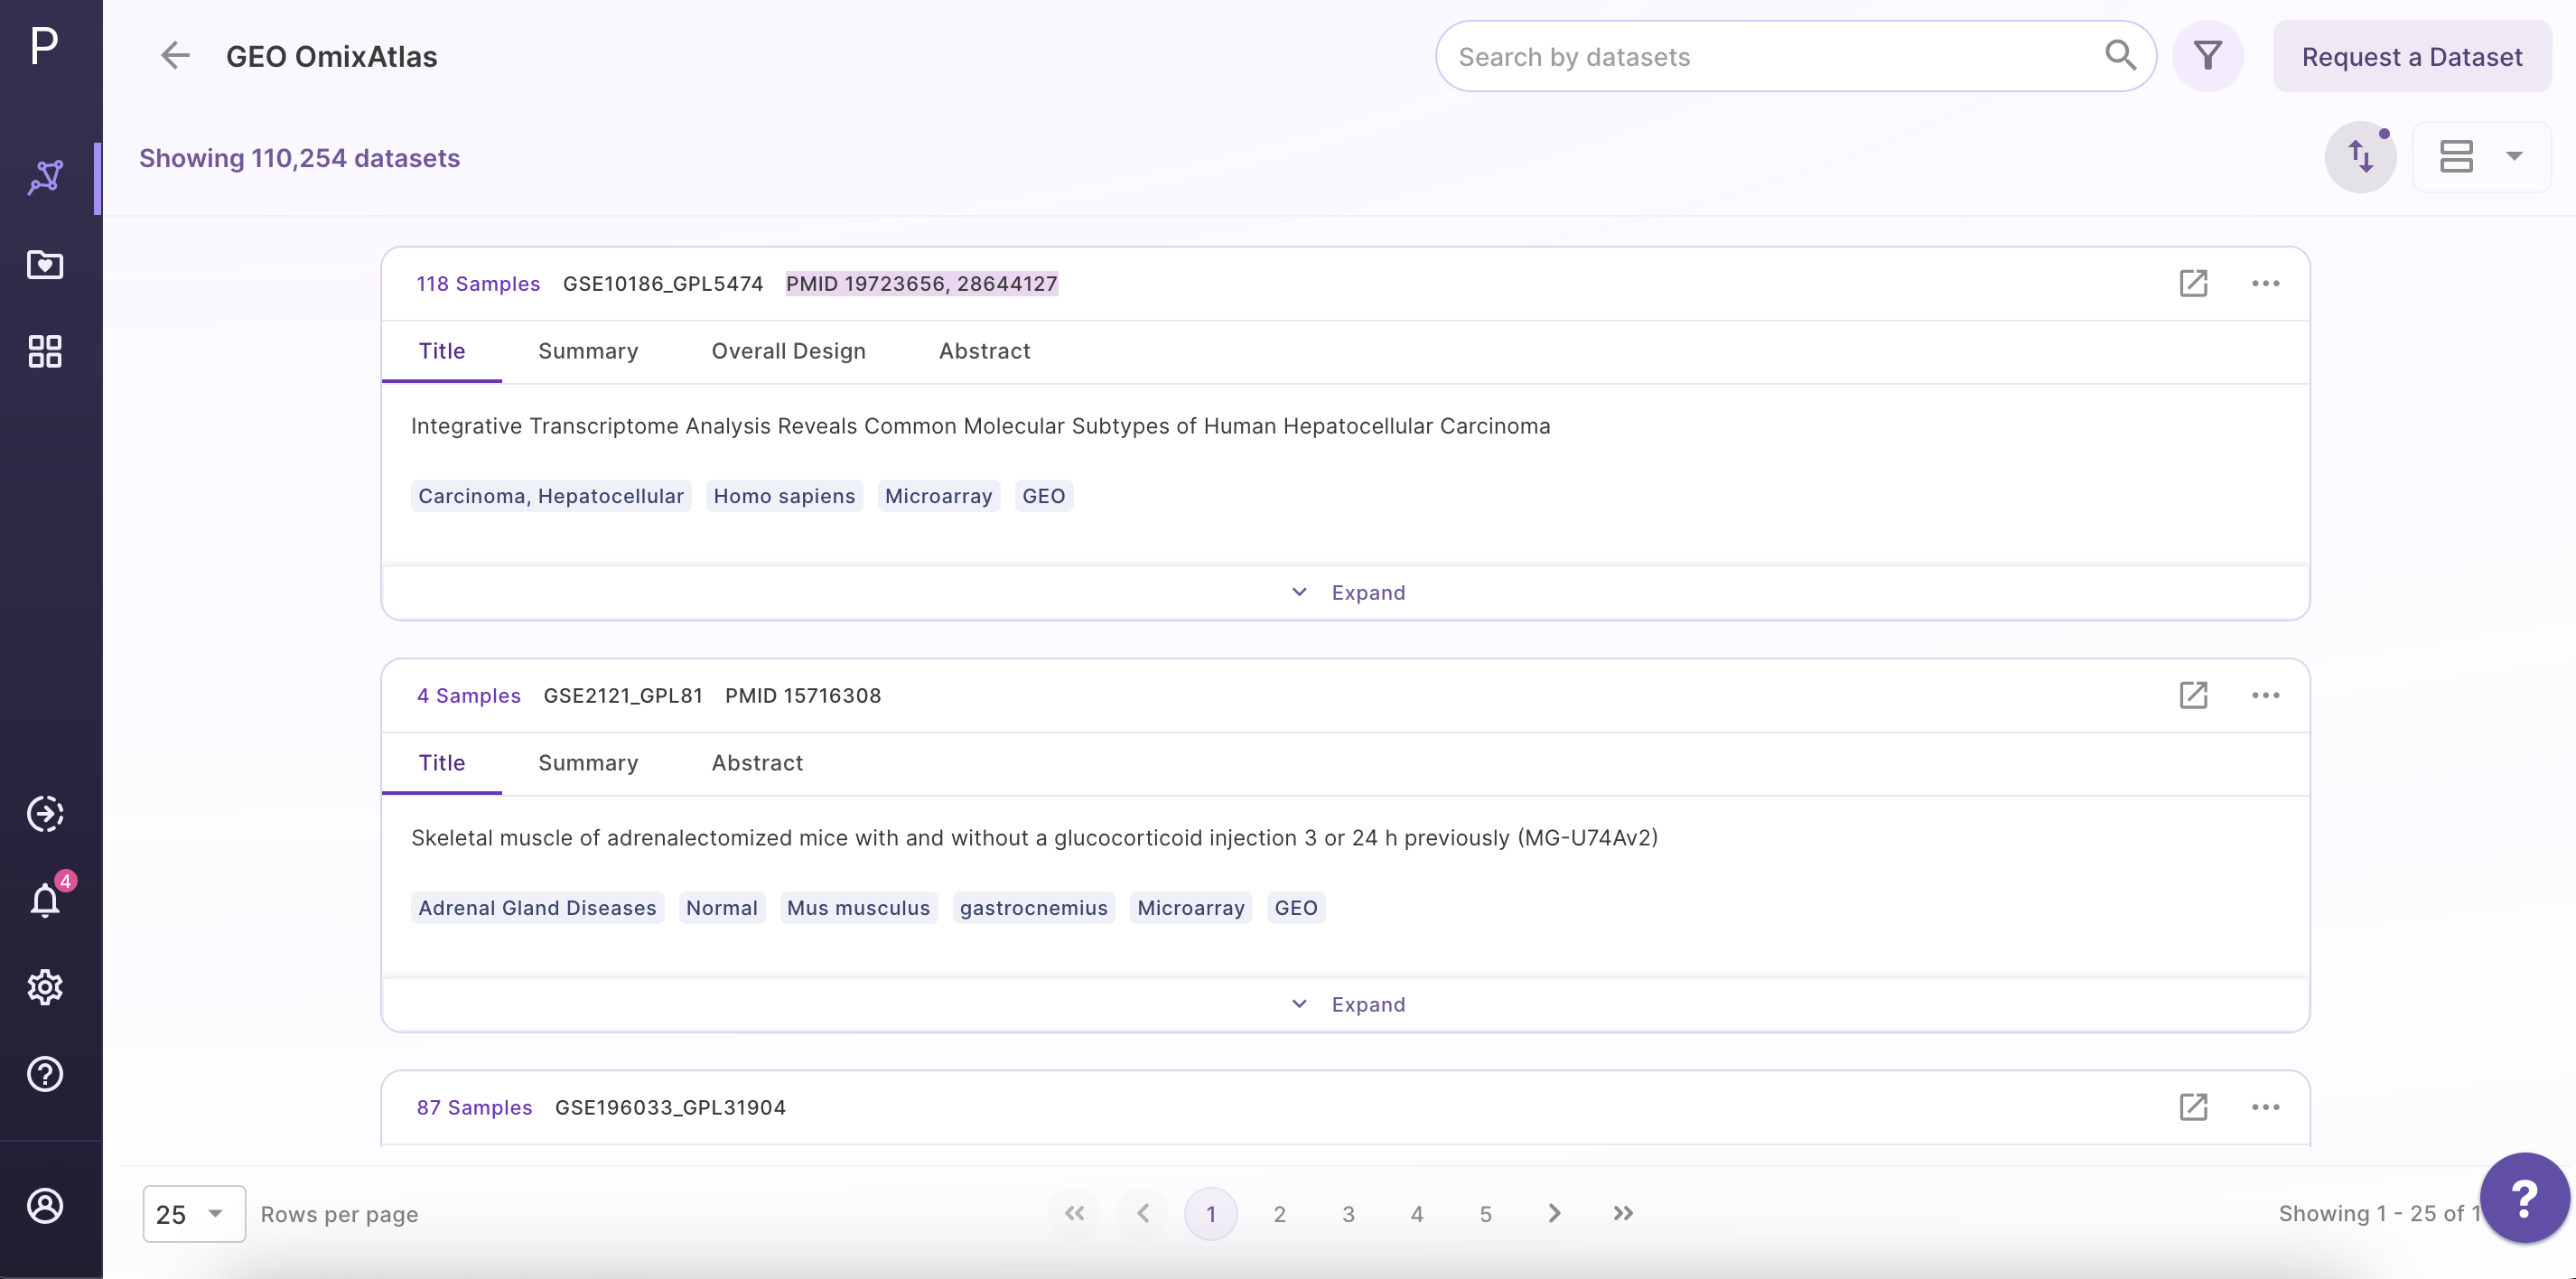 P
GEO OmixAtlas
Search by datasets
Request a Dataset
Showing 110,254 datasets
118 Samples GSE10186_GPL5474 PMID 19723656, 28644127
Title Summary Overall Design Abstract
Integrative Transcriptome Analysis Reveals Common Molecular Subtypes of Human Hepatocellular Carcinoma
Carcinoma, Hepatocellular Homo sapiens Microarray GEO
Expand
4 Samples GSE2121_GPL81 PMID 15716308
Title Summary Abstract
Skeletal muscle of adrenalectomized mice with and without a glucocorticoid injection 3 or 24 h previously (MG-U74Av2)
Adrenal Gland Diseases Normal Mus musculus gastrocnemius Microarray GEO
Expand
4
87 Samples GSE196033_GPL31904
25 Rows per page
1 2 3 4 5
Showing 1 - 25 of 1
?